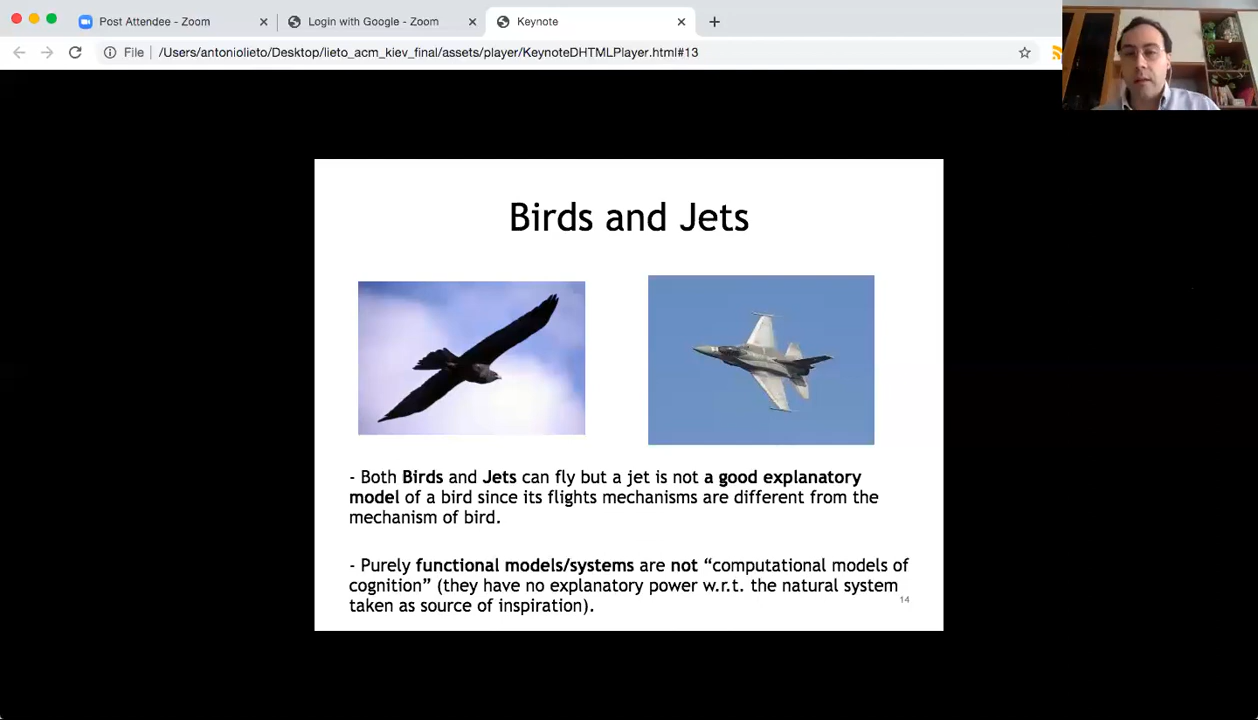 Post Attendee - Zoom
Login with Google - Zoom
Keynote
File
/Users/antoniolieto/Desktop/lieto_acm_kiev_final/assets/player/KeynoteDHTMLPlayer.html#13
Birds and Jets
- Both Birds and Jets can fly but a jet is not a good explanatory
model of a bird since its flights mechanisms are different from the
mechanism of bird.
- Purely functional models/systems are not “computational models of
cognition” (they have no explanatory power w.r.t. the natural system
taken as source of inspiration).
14